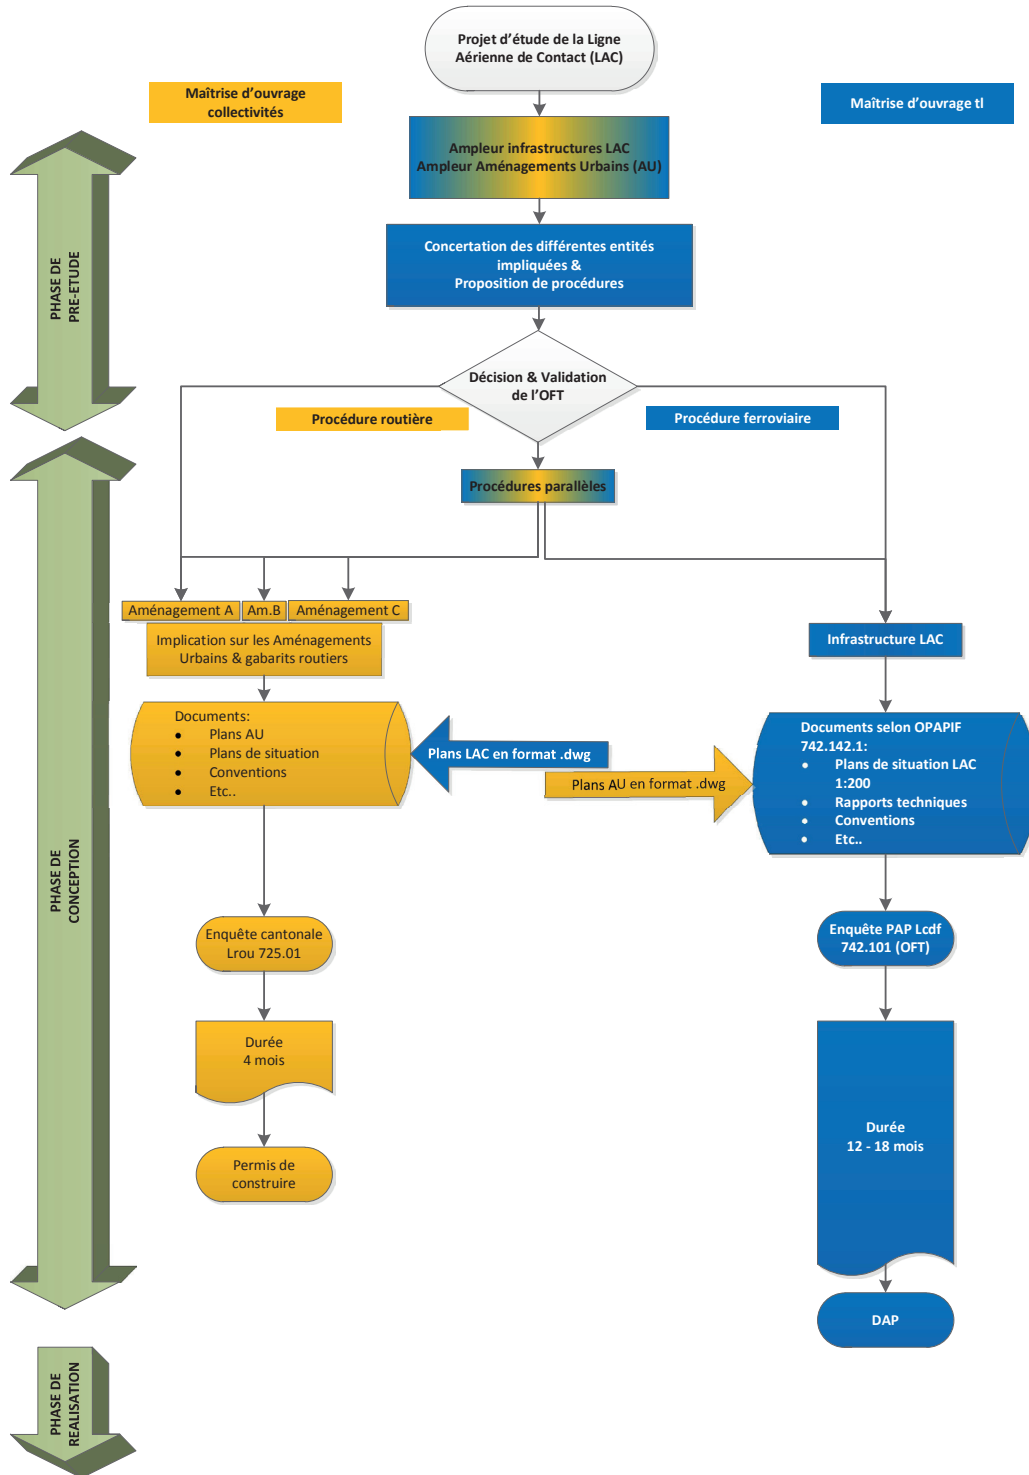 Projet d'étude de la Ligne
Aérienne de Contact (LAC)
Maîtrise d'ouvrage
collectivités
Maîtrise d'ouvrage tl
Ampleur infrastructures LAC
Ampleur Aménagements Urbains (AU)
Concertation des différentes entités
impliquées &
Proposition de procédures
PHASE DE
PRE-ETUDE
Décision & Validation
de l'OFT
Procédure routière
Procédure ferroviaire
Procédures parallèles
Aménagement A
Am.B
Aménagement C
Implication sur les Aménagements
Urbains & gabarits routiers
Infrastructure LAC
Documents:
• Plans AU
• Plans de situation
• Conventions
• Etc..
Plans LAC en format .dwg
Plans AU en format .dwg
Documents selon OPAPIF
742.142.1:
• Plans de situation LAC
1:200
• Rapports techniques
• Conventions
• Etc..
PHASE DE
CONCEPTION
Enquête cantonale
Lrou 725.01
Enquête PAP Lcdf
742.101 (OFT)
Durée
4 mois
Durée
12 - 18 mois
Permis de
construire
DAP
PHASE DE
REALISATION